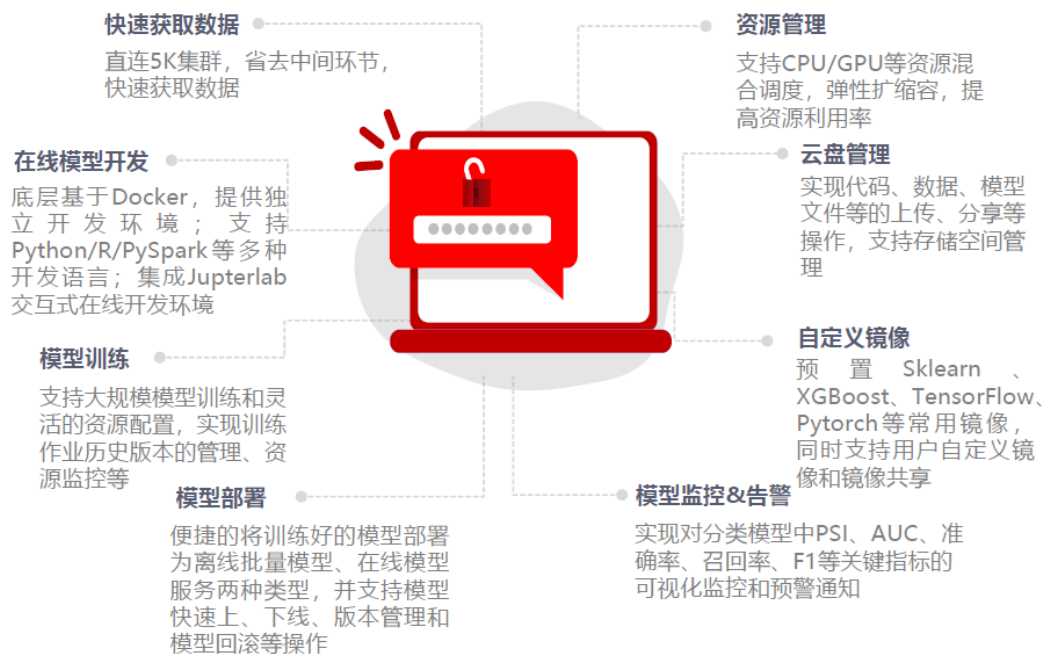 快速获取数据
直连5K集群，省去中间环节，
快速获取数据
在线模型开发
底层基于Docker，提供独
立开发环境；支持
Python/R/PySpark等多种
开发语言；集成Jupterlab
交互式在线开发环境
模型训练
支持大规模模型训练和灵
活的资源配置，实现训练
作业历史版本的管理、资
源监控等
模型部署
便捷的将训练好的模型部署
为离线批量模型、在线模型
服务两种类型，并支持模型
快速上、下线、版本管理和
模型回滚等操作
资源管理
支持CPU/GPU等资源混
合调度，弹性扩缩容，提
高资源利用率
云盘管理
实现代码、数据、模型
文件等的上传、分享等
操作，支持存储空间管
理
自定义镜像
预置Sklearn、
XGBoost、TensorFlow、
Pytorch等常用镜像，
同时支持用户自定义镜
像和镜像共享
模型监控&告警
实现对分类模型中PSI、AUC、准
确率、召回率、F1等关键指标的
可视化监控和预警通知